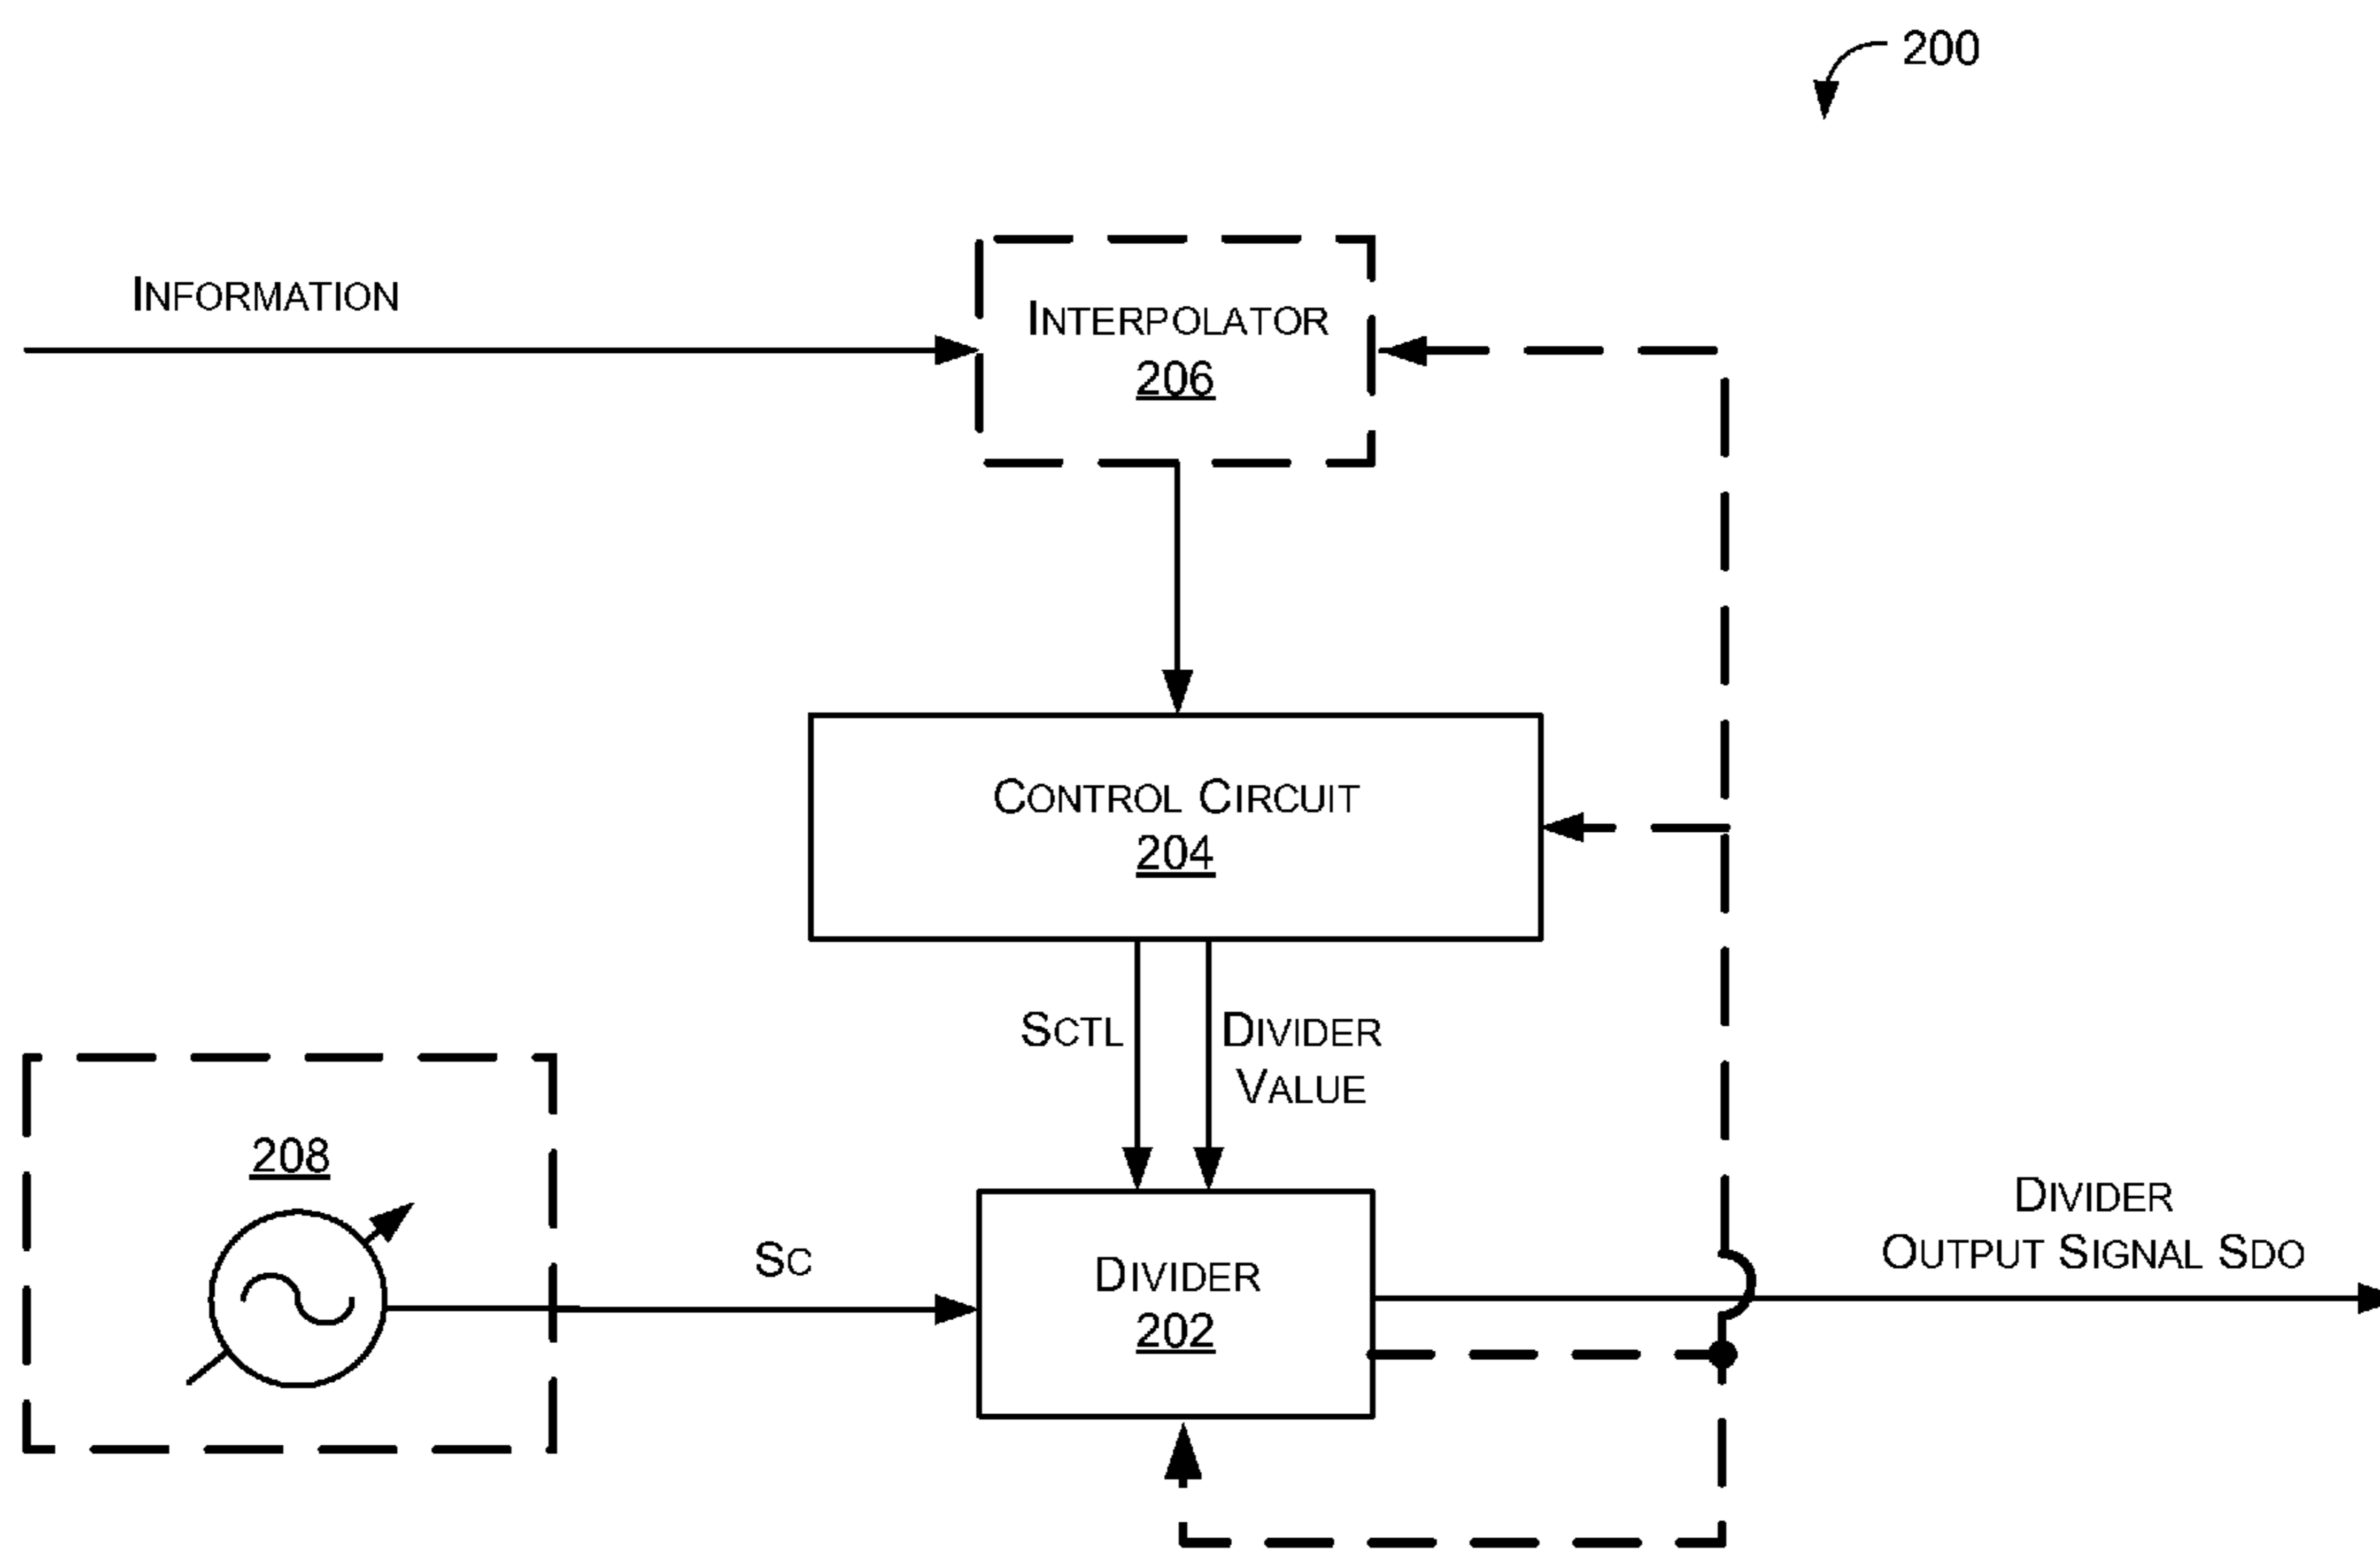 200
INFORMATION
INTERPOLATOR
206
CONTROL CIRCUIT
204
SCTL
DIVIDER
VALUE
208
SC
DIVIDER
202
DIVIDER
OUTPUT SIGNAL SDO